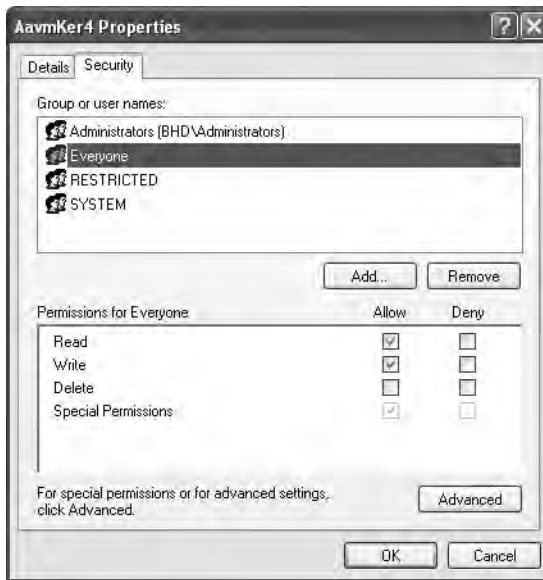 AavmKer4 Properties
Details Security
Group or user names:
Administrators (BHD\Administrators)
Everyone
RESTRICTED
SYSTEM
Add... Remove
Permissions for Everyone Allow Deny
Read
Write
Delete
Special Permissions
For special permissions or for advanced settings,
click Advanced.
Advanced
OK Cancel